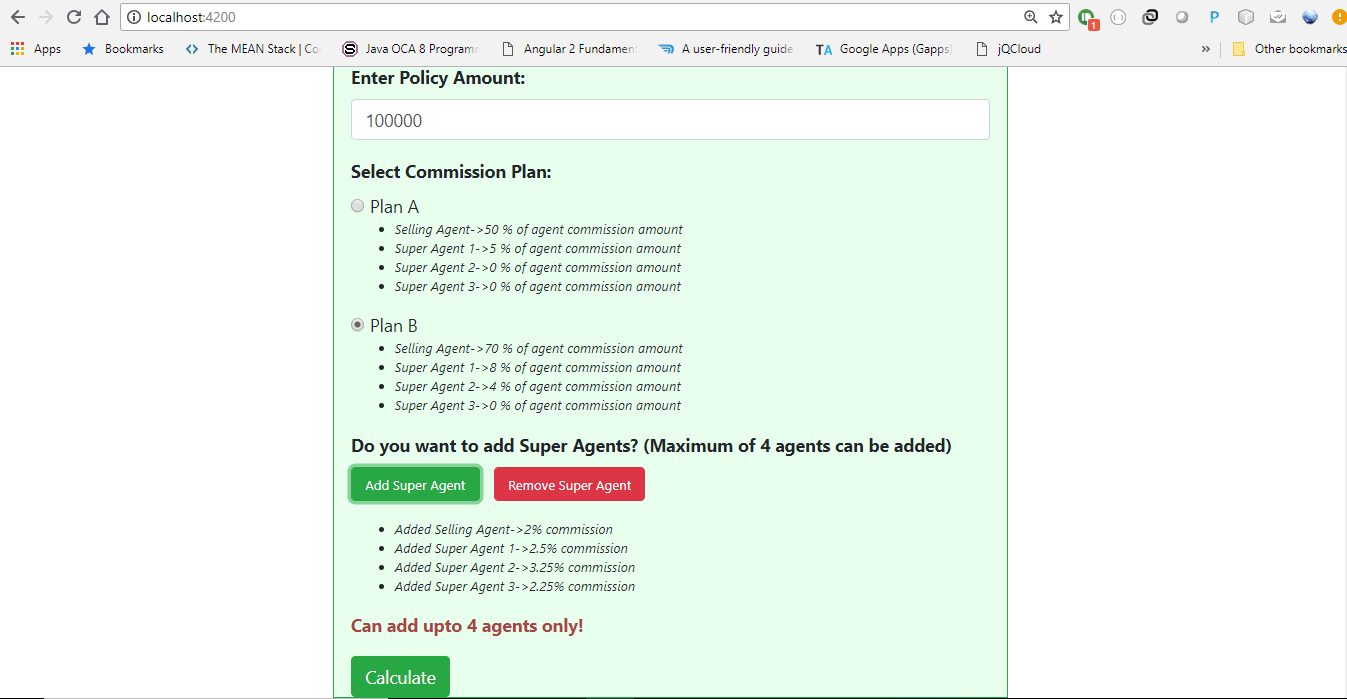 localhost:4200
1
Apps Bookmarks The MEAN Stack | Co Java OCA 8 Programm Angular 2 Fundamen A user-friendly guide TA Google Apps (Gapps) jQCloud » Other bookmarks
Enter Policy Amount:
100000
Select Commission Plan:
Plan A
Selling Agent->50 % of agent commission amount
Super Agent 1->5 % of agent commission amount
Super Agent 2->0 % of agent commission amount
Super Agent 3->0 % of agent commission amount
Plan B
Selling Agent->70 % of agent commission amount
Super Agent 1->8 % of agent commission amount
Super Agent 2->4 % of agent commission amount
Super Agent 3->0 % of agent commission amount
Do you want to add Super Agents? (Maximum of 4 agents can be added)
Add Super Agent Remove Super Agent
Added Selling Agent->2% commission
Added Super Agent 1->2.5% commission
Added Super Agent 2->3.25% commission
Added Super Agent 3->2.25% commission
Can add upto 4 agents only!
Calculate